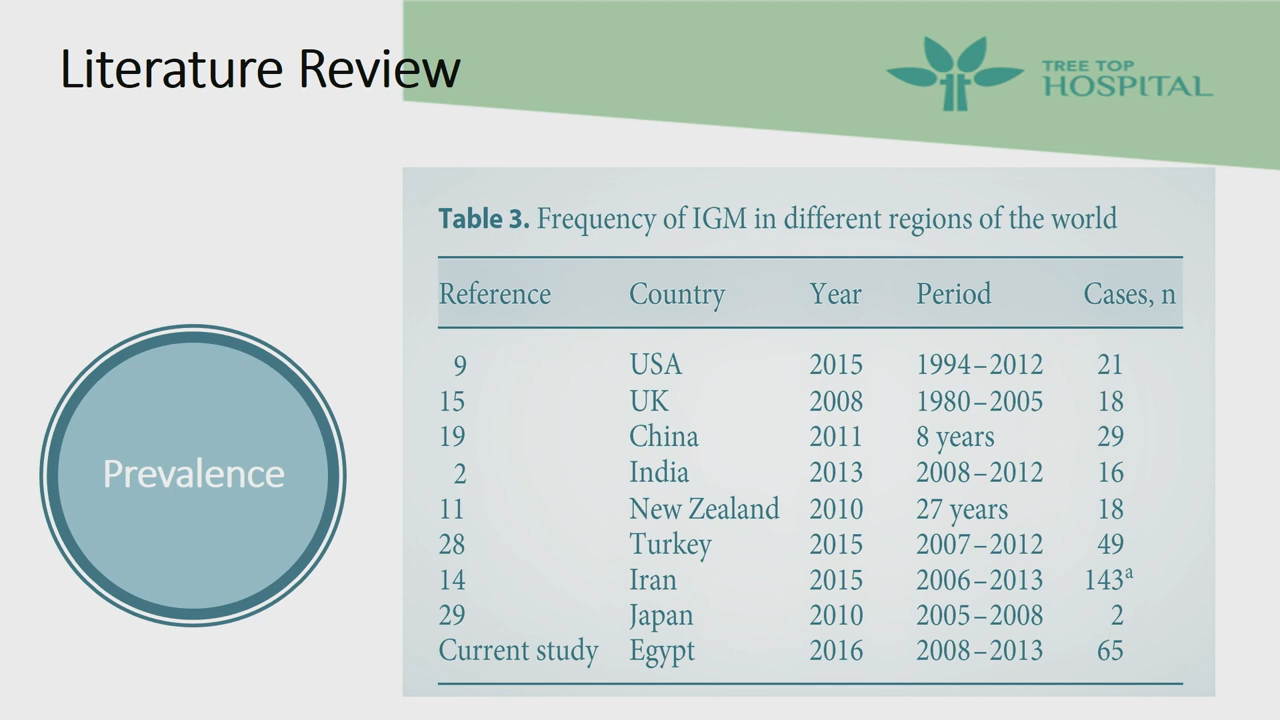 Literature Review
TREE TOP
HOSPITAL
Prevalence
Table 3. Frequency of IGM in different regions of the world
Reference Country Year Period Cases, n
9 USA 2015 1994–2012 21
15 UK 2008 1980–2005 18
19 China 2011 8 years 29
2 India 2013 2008–2012 16
11 New Zealand 2010 27 years 18
28 Turkey 2015 2007–2012 49
14 Iran 2015 2006–2013 143ª
29 Japan 2010 2005–2008 2
Current study Egypt 2016 2008–2013 65